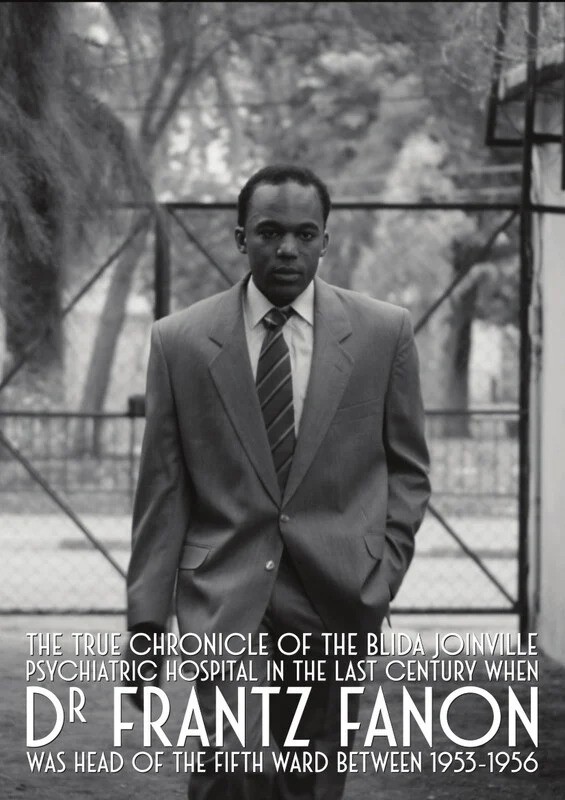 THE TRUE CHRONICLE OF THE BLIDA JOINVILLE
PSYCHIATRIC HOSPITAL IN THE LAST CENTURY WHEN
DR FRANTZ FANON
WAS HEAD OF THE FIFTH WARD BETWEEN 1953-1956